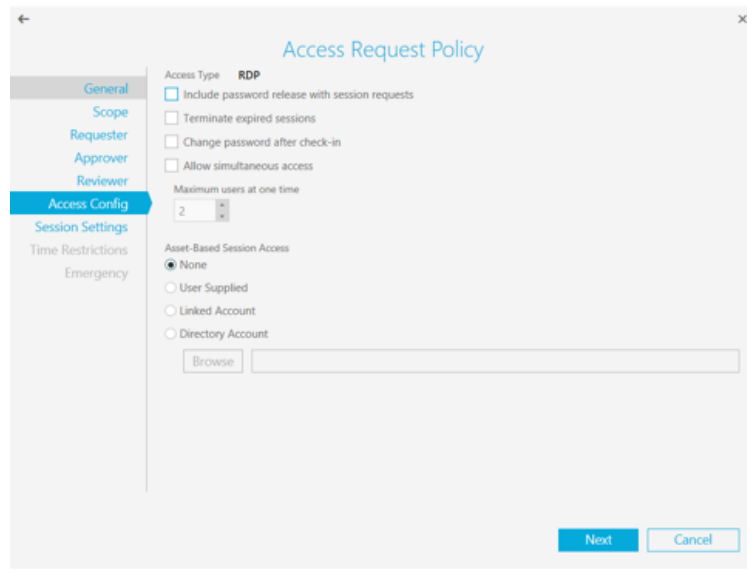 Access Request Policy
Access Type RDP
General
Scope
Requester
Approver
Reviewer
Access Config
Session Settings
Time Restrictions
Emergency
Include password release with session requests
Terminate expired sessions
Change password after check-in
Allow simultaneous access
Maximum users at one time
2
Asset-Based Session Access
None
User Supplied
Linked Account
Directory Account
Browse
Next Cancel